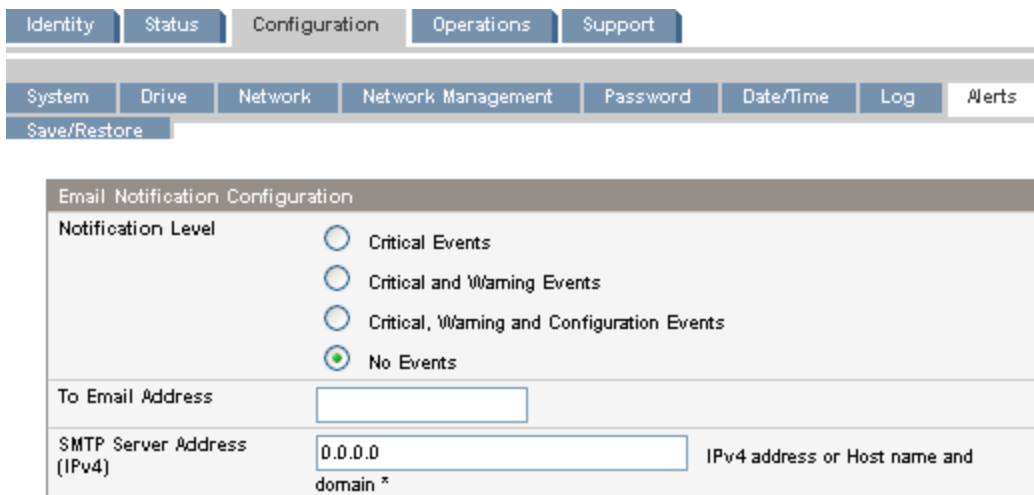 Identity Status Configuration Operations Support
System Drive Network Network Management Password Date/Time Log Alerts
Save/Restore
Email Notification Configuration
Notification Level
Critical Events
Critical and Warning Events
Critical, Warning and Configuration Events
No Events
To Email Address
SMTP Server Address
(IPv4)
0.0.0.0
IPv4 address or Host name and
domain *